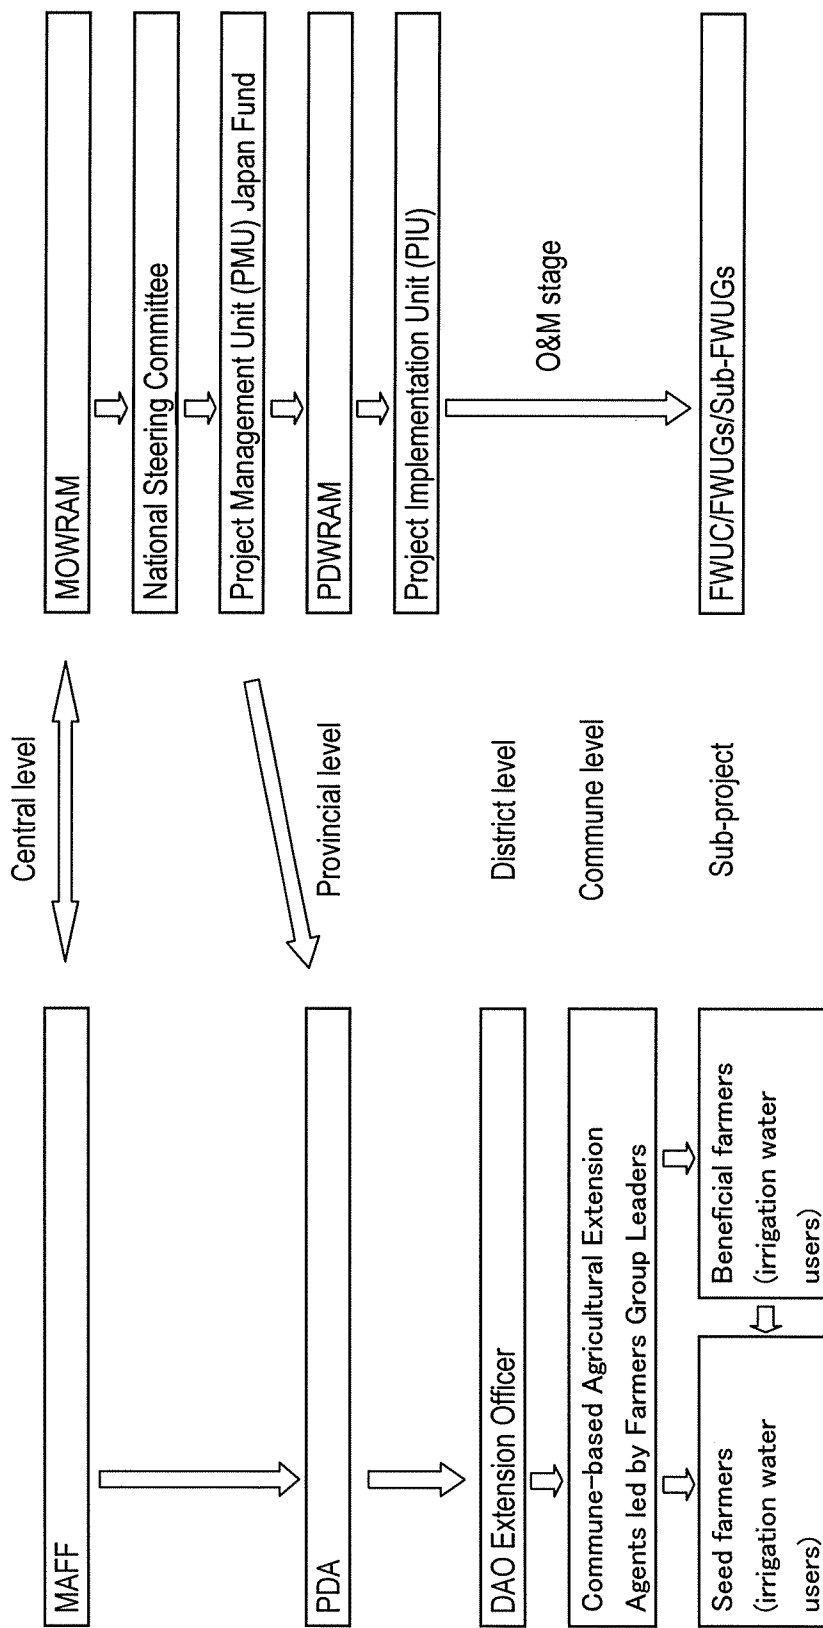 Central level
MAFF
MOWRAM
National Steering Committee
Project Management Unit (PMU) Japan Fund
PDA
Provincial level
PDWRAM
Project Implementation Unit (PIU)
DAO Extension Officer
District level
O&M stage
Commune-based Agricultural Extension
Agents led by Farmers Group Leaders
Commune level
Seed farmers
(irrigation water
users)
Beneficial farmers
(irrigation water
users)
Sub-project
FWUC/FWUGs/Sub-FWUGs